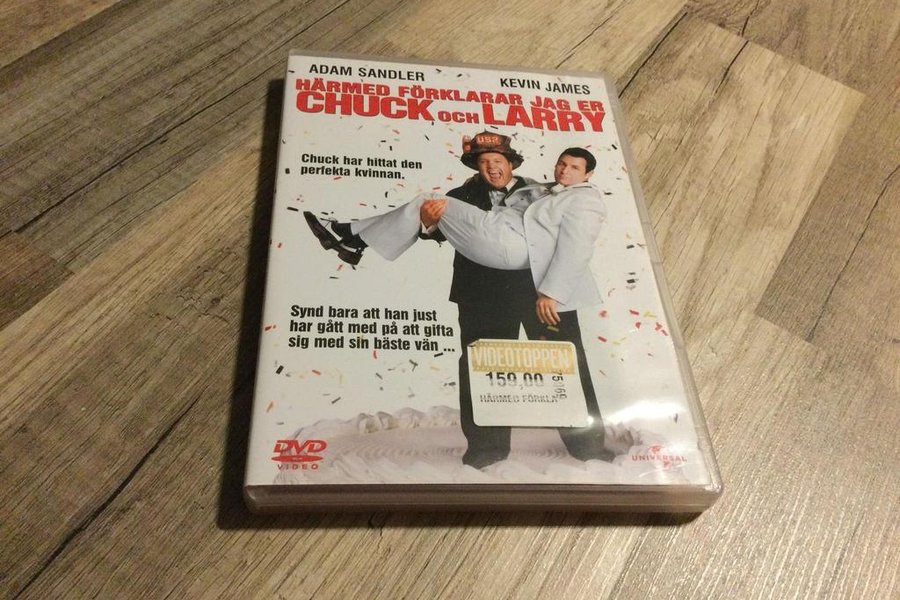 ADAM SANDLER
KEVIN JAMES
HÄRMED FÖRKLARAR JAG ER
CHUCK OCH LARRY
Chuck har hittat den
perfekta kvinnan.
Synd bara att han just
har gått med på att gifta
sig med sin bäste vän ...
VIDEOTOPPEN
159,00
HÄRMED FÖRKLA
DVD
VIDEO
UNIVERSAL